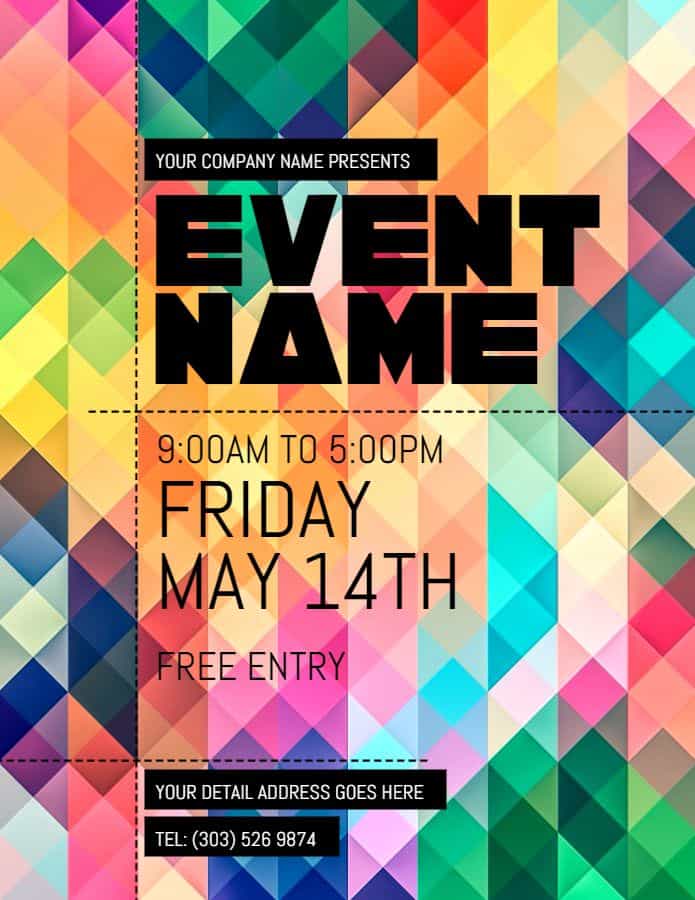 YOUR COMPANY NAME PRESENTS
EVENT
NAME
9:00AM TO 5:00PM
FRIDAY
MAY 14TH
FREE ENTRY
YOUR DETAIL ADDRESS GOES HERE
TEL: (303) 526 9874